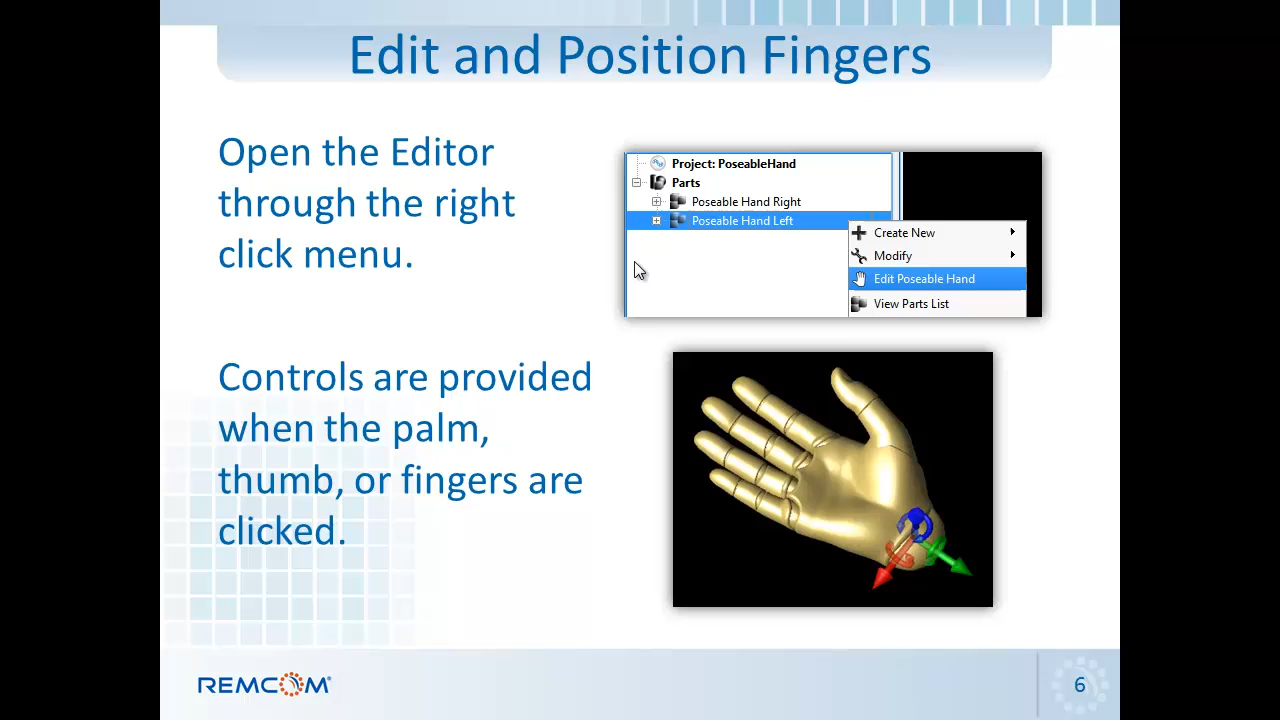 Edit and Position Fingers
Open the Editor
through the right
click menu.
Project: PoseableHand
Parts
Poseable Hand Right
Poseable Hand Left
Create New
Modify
Edit Poseable Hand
View Parts List
Controls are provided
when the palm,
thumb, or fingers are
clicked.
REMCOM®
6